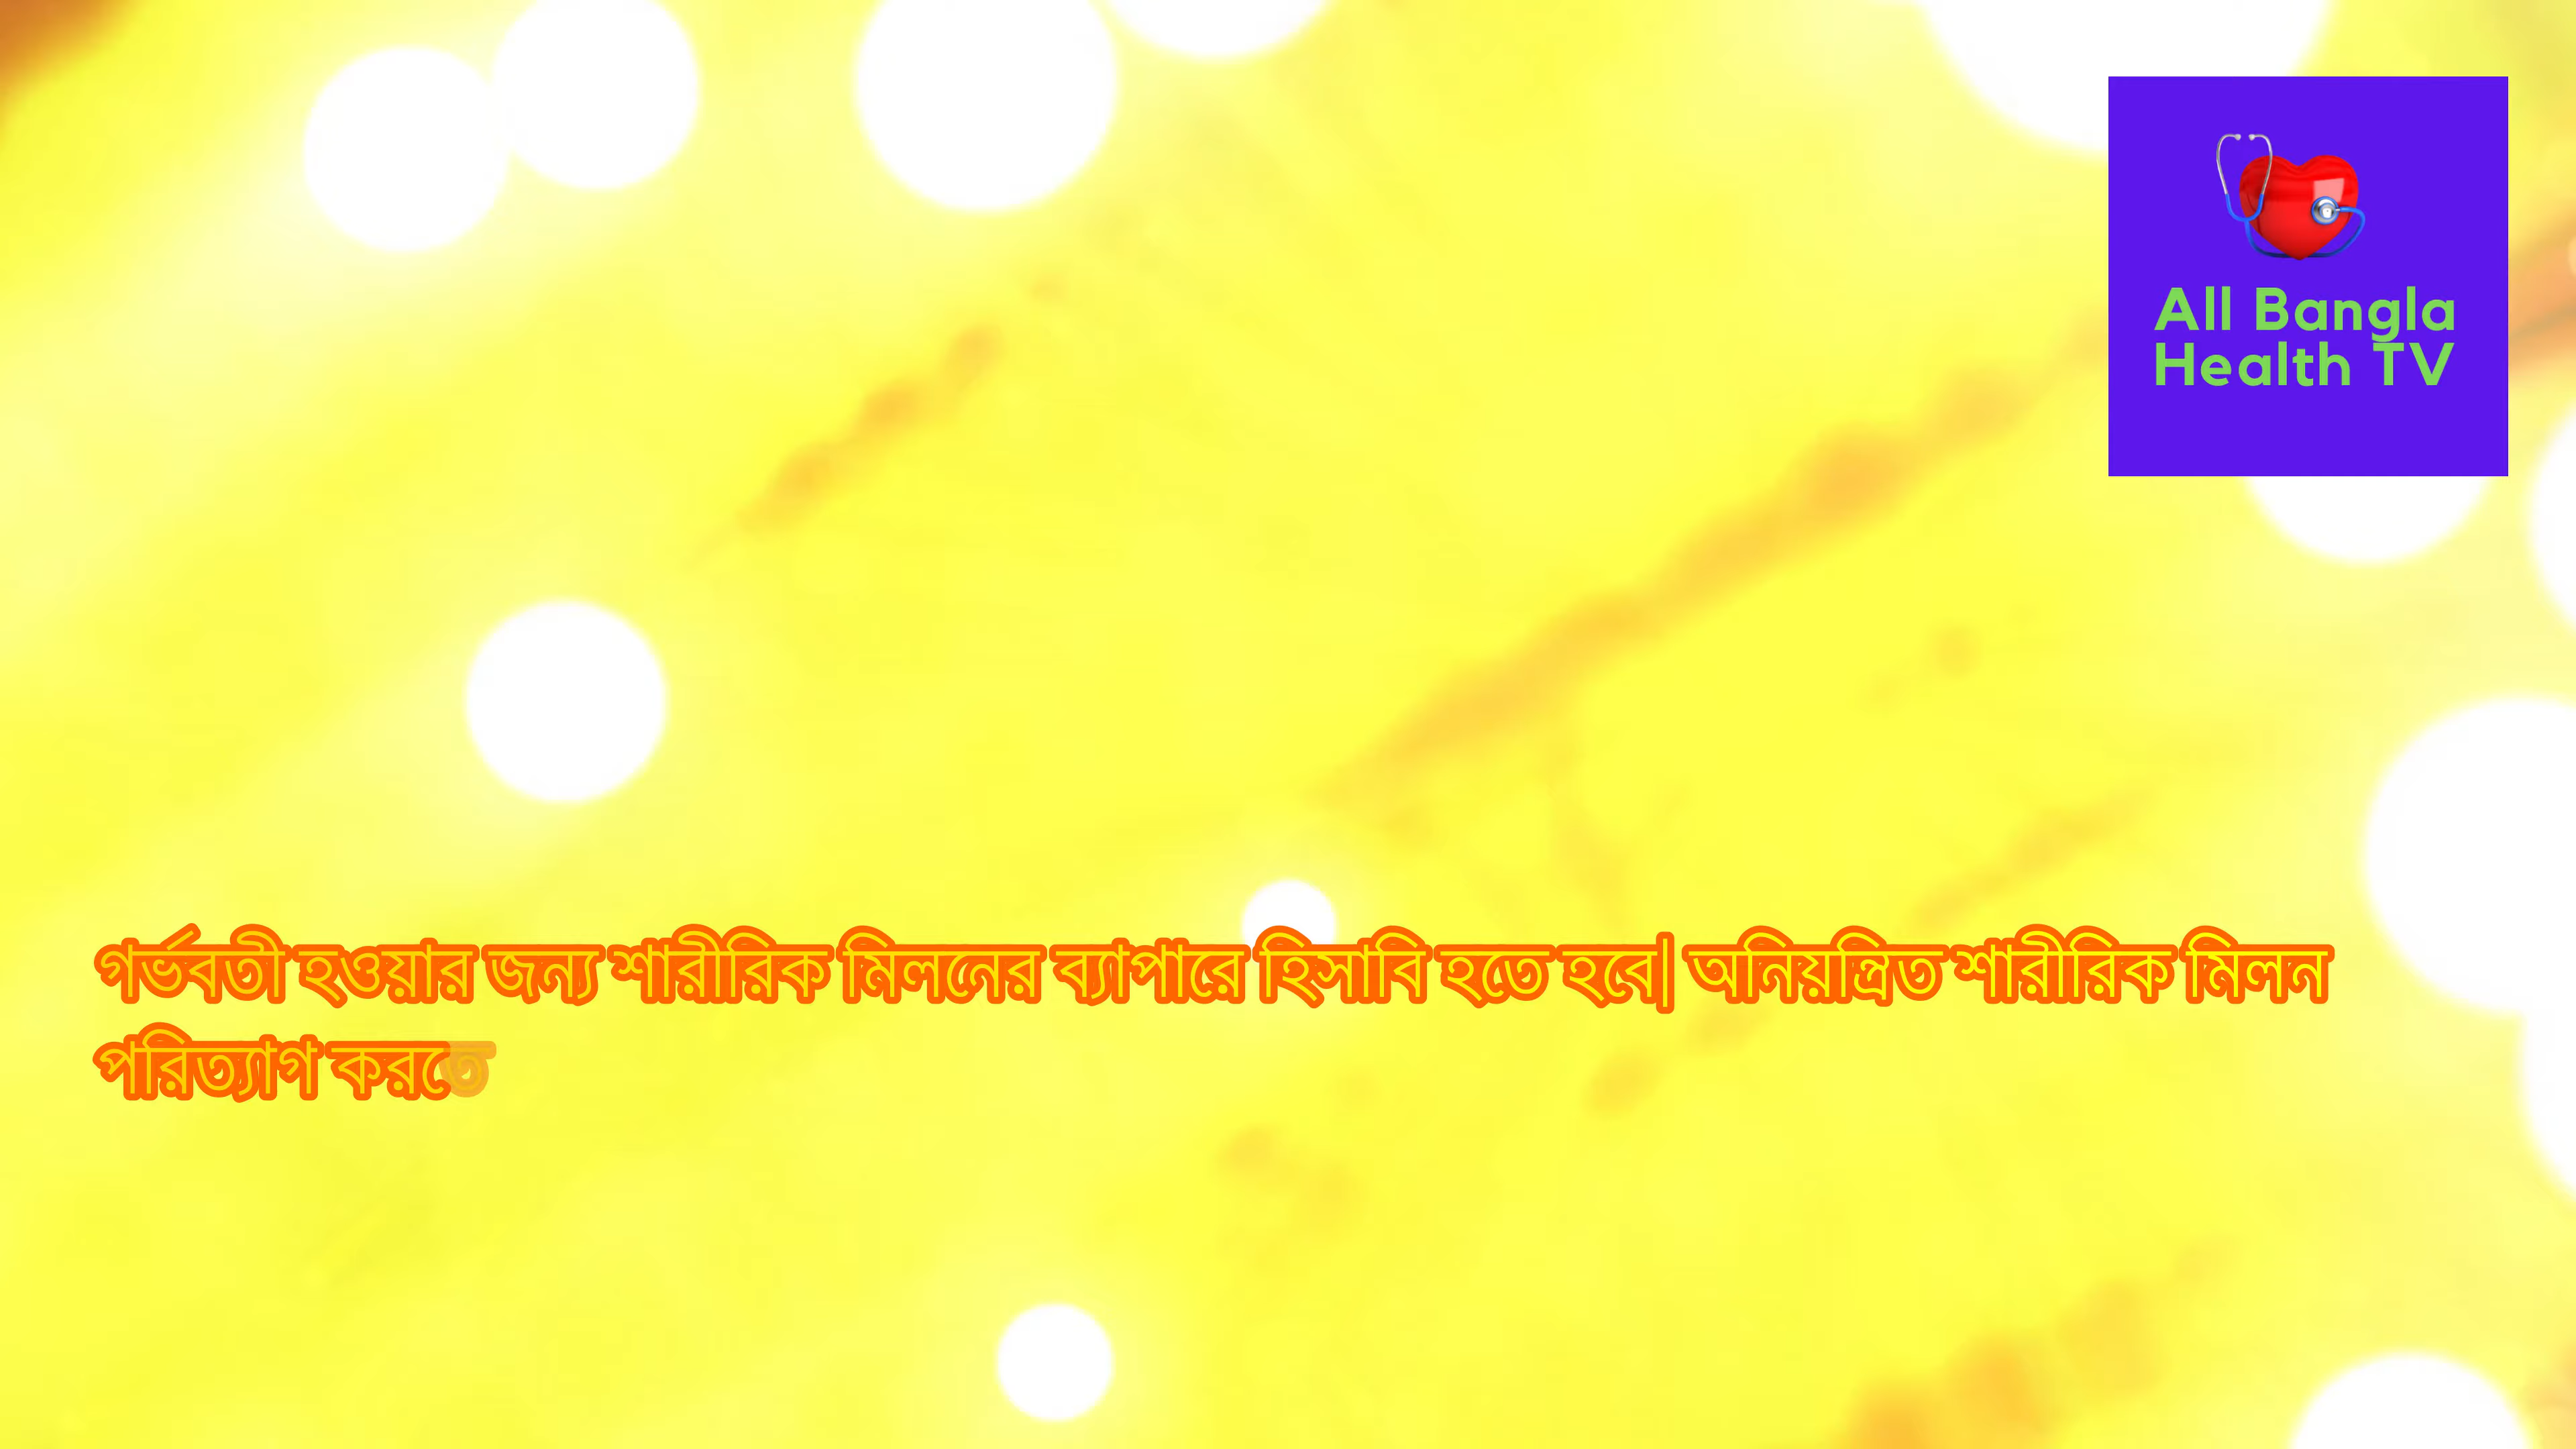 All Bangla
Health TV
গর্ভবতী হওয়ার জন্য শারীরিক মিলনের ব্যাপারে হিসাবি হতে হবে| অনিয়ন্ত্রিত শারীরিক মিলন
পরিত্যাগ করতে